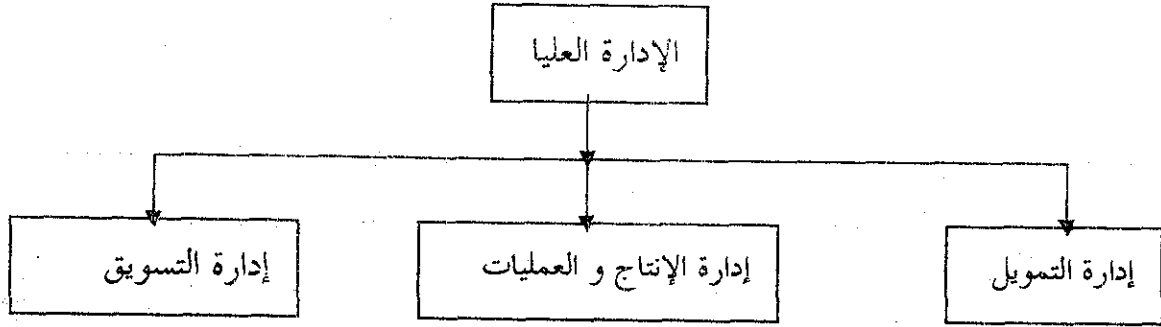 الإدارة العليا
إدارة التمويل
إدارة الإنتاج و العمليات
إدارة التسويق